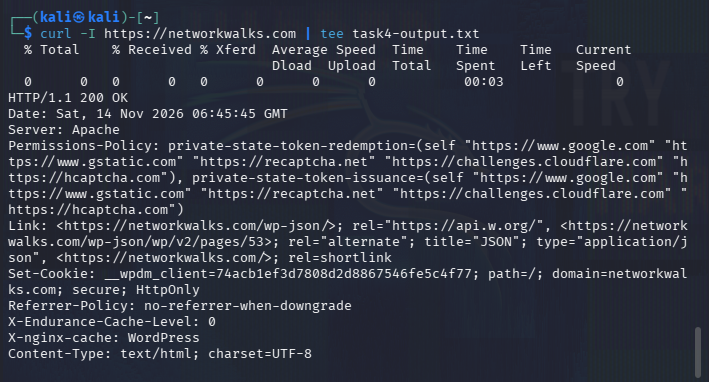 ┌──(kali㉿kali)-[~]
└─$ curl -I https://networkwalks.com | tee task4-output.txt
  % Total    % Received % Xferd  Average Speed   Time    Time     Time  Current
                                 Dload  Upload   Total   Spent    Left  Speed
  0      0   0      0   0      0      0      0           00:03              0
HTTP/1.1 200 OK
Date: Sat, 14 Nov 2026 06:45:45 GMT
Server: Apache
Permissions-Policy: private-state-token-redemption=(self "https://www.google.com" "ht
tps://www.gstatic.com" "https://recaptcha.net" "https://challenges.cloudflare.com" "h
ttps://hcaptcha.com"), private-state-token-issuance=(self "https://www.google.com" "h
ttps://www.gstatic.com" "https://recaptcha.net" "https://challenges.cloudflare.com" "
https://hcaptcha.com")
Link: <https://networkwalks.com/wp-json/>; rel="https://api.w.org/", <https://network
walks.com/wp-json/wp/v2/pages/53>; rel="alternate"; title="JSON"; type="application/j
son", <https://networkwalks.com/>; rel=shortlink
Set-Cookie: __wpdm_client=74acb1ef3d7808d2d8867546fe5c4f77; path=/; domain=networkwal
ks.com; secure; HttpOnly
Referrer-Policy: no-referrer-when-downgrade
X-Endurance-Cache-Level: 0
X-nginx-cache: WordPress
Content-Type: text/html; charset=UTF-8
TRY